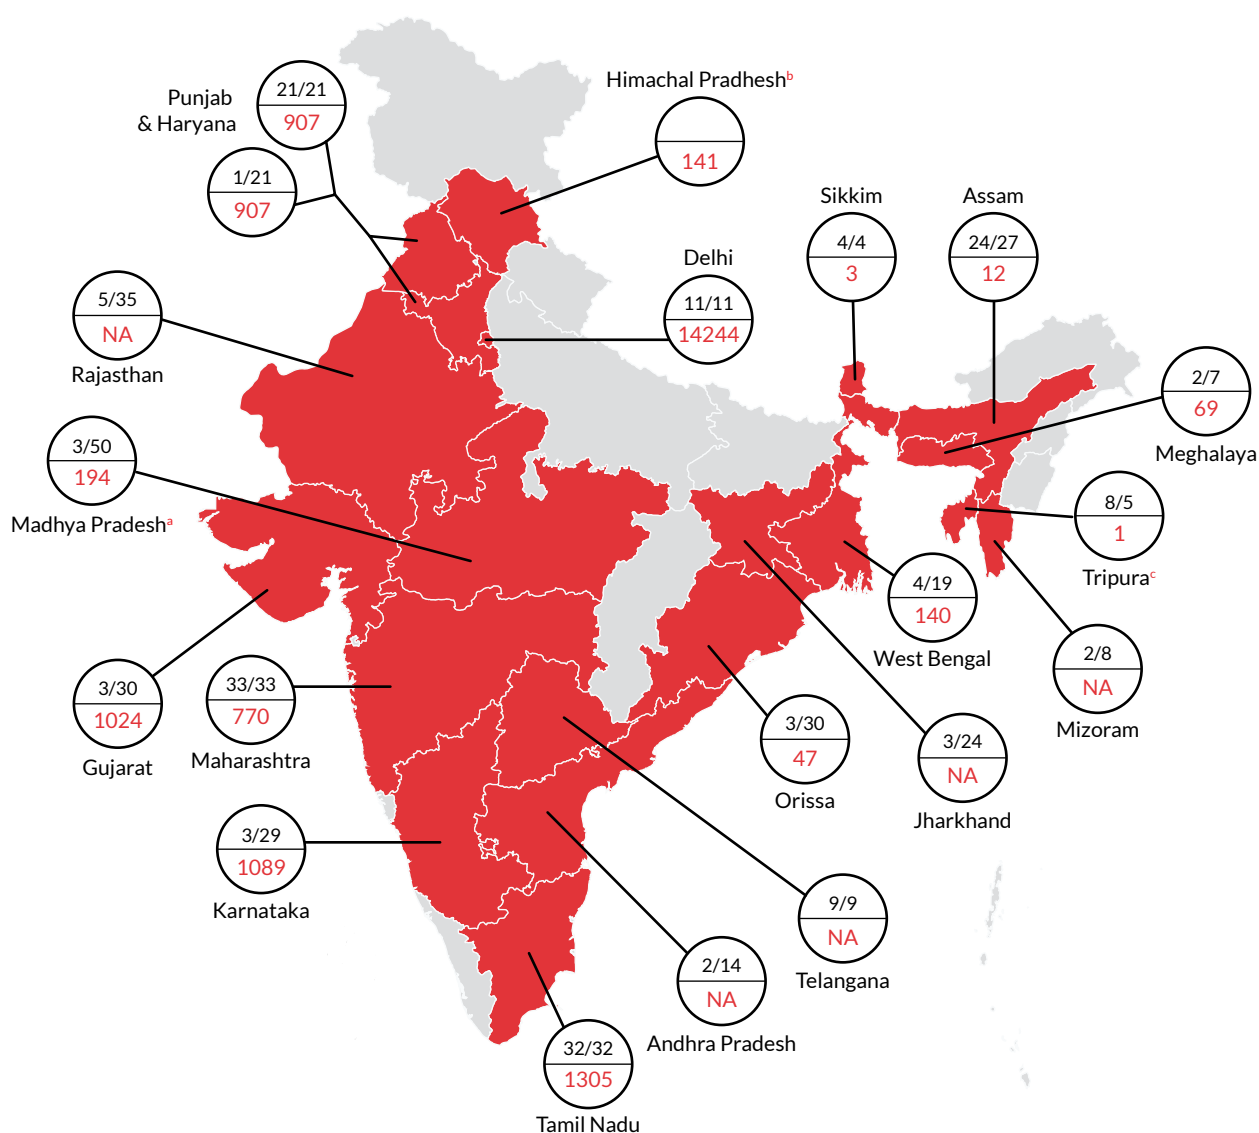 Himachal Pradhesh b
141
21/21
907
Punjab
& Haryana
1/21
907
Sikkim
4/4
3
Assam
24/27
12
Delhi
11/11
14244
5/35
NA
Rajasthan
2/7
69
Meghalaya
3/50
194
Madhya Pradesh a
8/5
1
Tripura c
4/19
140
West Bengal
2/8
NA
Mizoram
3/30
1024
Gujarat
33/33
770
Maharashtra
3/30
47
Orissa
3/24
NA
Jharkhand
3/29
1089
Karnataka
9/9
NA
Telangana
2/14
NA
Andhra Pradesh
32/32
1305
Tamil Nadu